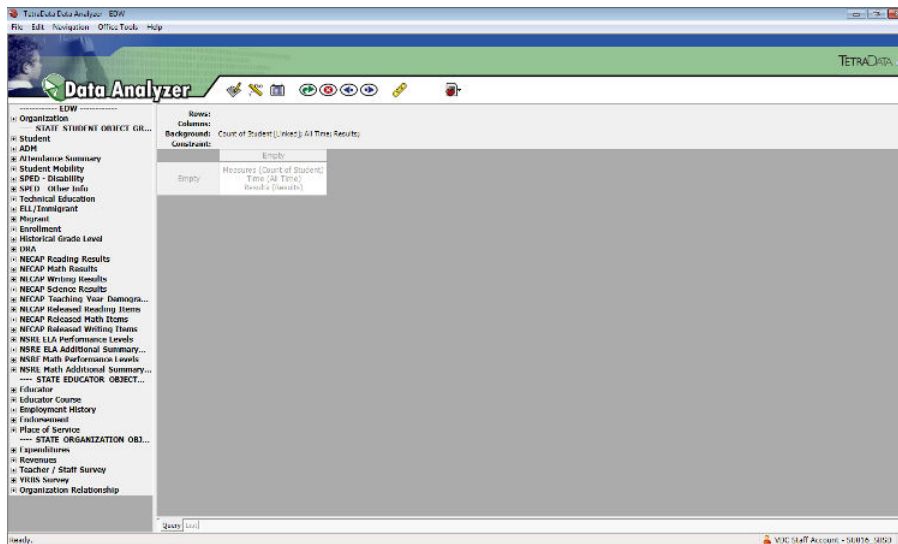 TetraData Data Analyzer EDW
File Edit Navigation Office Tools Help
TETRADATA
Data Analyzer
------------ EDW ------------
Organization
---- STATE STUDENT OBJECT GR...
Student
ADM
Attendance Summary
Student Mobility
SPED - Disability
SPED Other Info
Technical Education
ELL/Immigrant
Migrant
Enrollment
Historical Grade Level
DRA
NECAP Reading Results
NECAP Math Results
NECAP Writing Results
NECAP Science Results
NECAP Teaching Year Demogra...
NECAP Released Reading Items
NECAP Released Math Items
NECAP Released Writing Items
NSRE ELA Performance Levels
NSRE ELA Additional Summary...
NSRE Math Performance Levels
NSRE Math Additional Summary...
---- STATE EDUCATOR OBJECT...
Educator
Educator Course
Employment History
Endorsement
Place of Service
---- STATE ORGANIZATION OBJ...
Expenditures
Revenues
Teacher / Staff Survey
YRBS Survey
Organization Relationship
Rows:
Columns:
Background: Count of Student [Linked]; All Time; Results;
Constraint:
Empty
Empty
Measures (Count of Student)
Time (All Time)
Results (Results)
Query List
Ready.
VDC Staff Account - SU016_SBSD